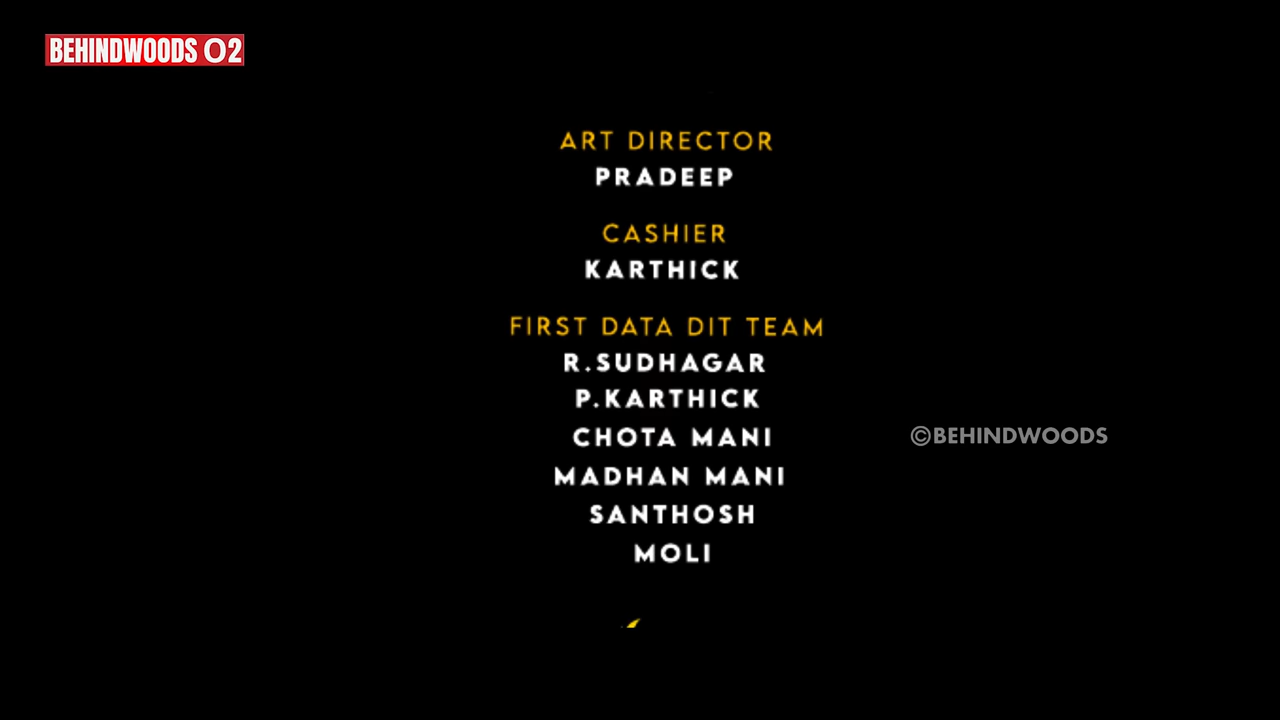 BEHINDWOODS O2
ART DIRECTOR
PRADEEP
CASHIER
KARTHICK
FIRST DATA DIT TEAM
R.SUDHAGAR
P.KARTHICK
CHOTA MANI
©BEHINDWOODS
MADHAN MANI
SANTHOSH
MOLI